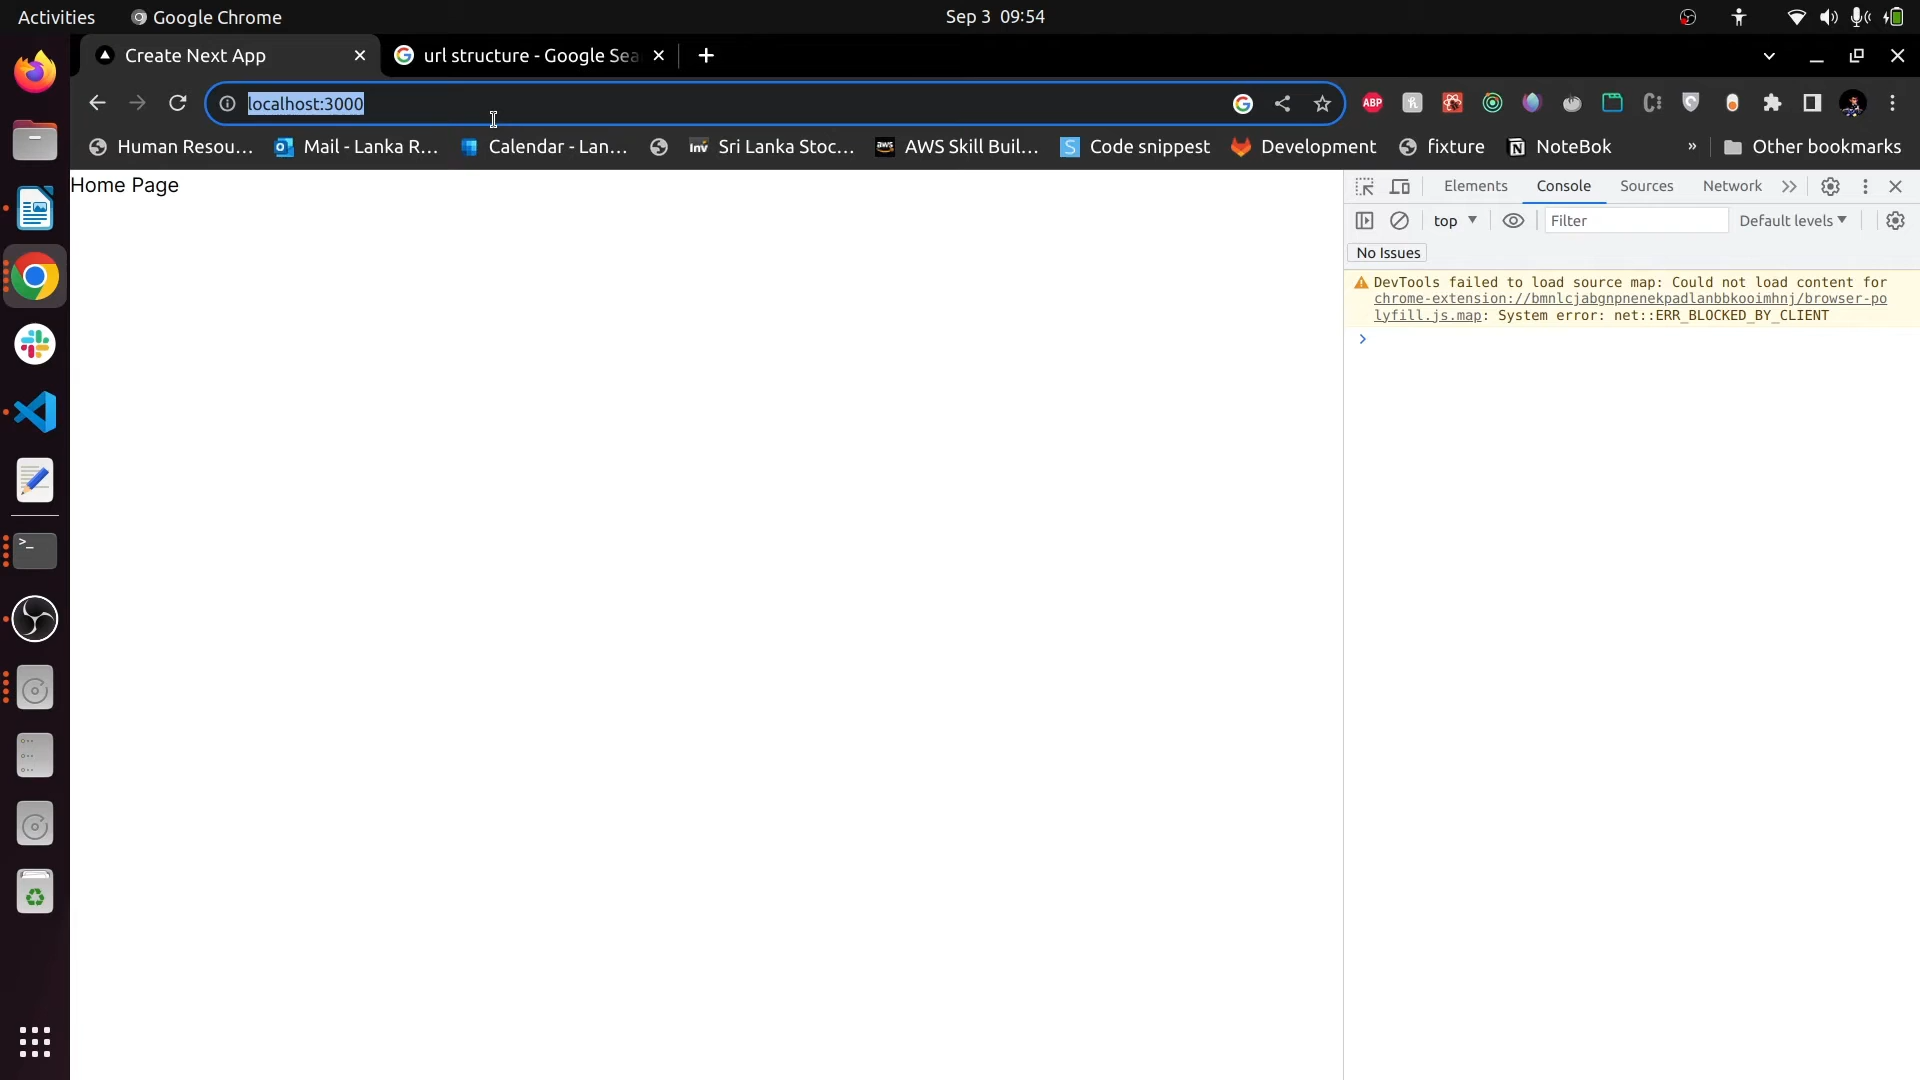 Activities
Google Chrome
Sep 3 09:54
Create Next App
url structure - Google Sea
localhost:3000
ABP
Human Resou...
Mail - Lanka R...
Calendar - Lan...
Inv
Sri Lanka Stoc...
aws
AWS Skill Buil...
S
Code snippest
Development
fixture
NoteBok
»
Other bookmarks
Home Page
Elements
Console
Sources
Network
top
Filter
Default levels
No Issues
DevTools failed to load source map: Could not load content for
chrome-extension://bmnlcjabgnpnenekpadlanbbkooimhnj/browser-po
lyfill.js.map: System error: net::ERR_BLOCKED_BY_CLIENT